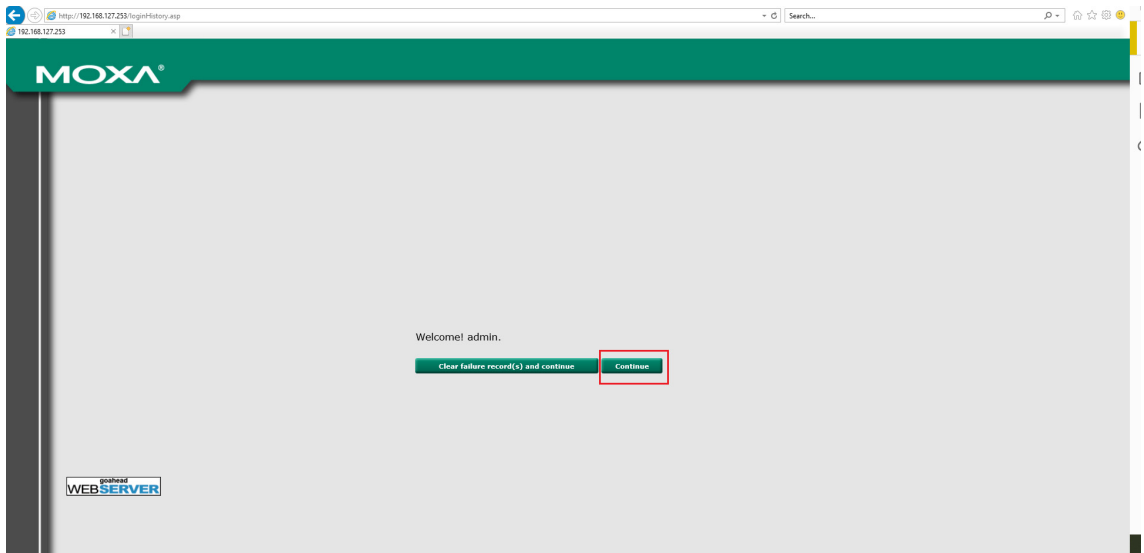 http://192.168.127.253/loginHistory.asp
Search...
192.168.127.253
MOXA®
Welcome! admin.
Clear failure record(s) and continue
Continue
goahead
WEBSERVER